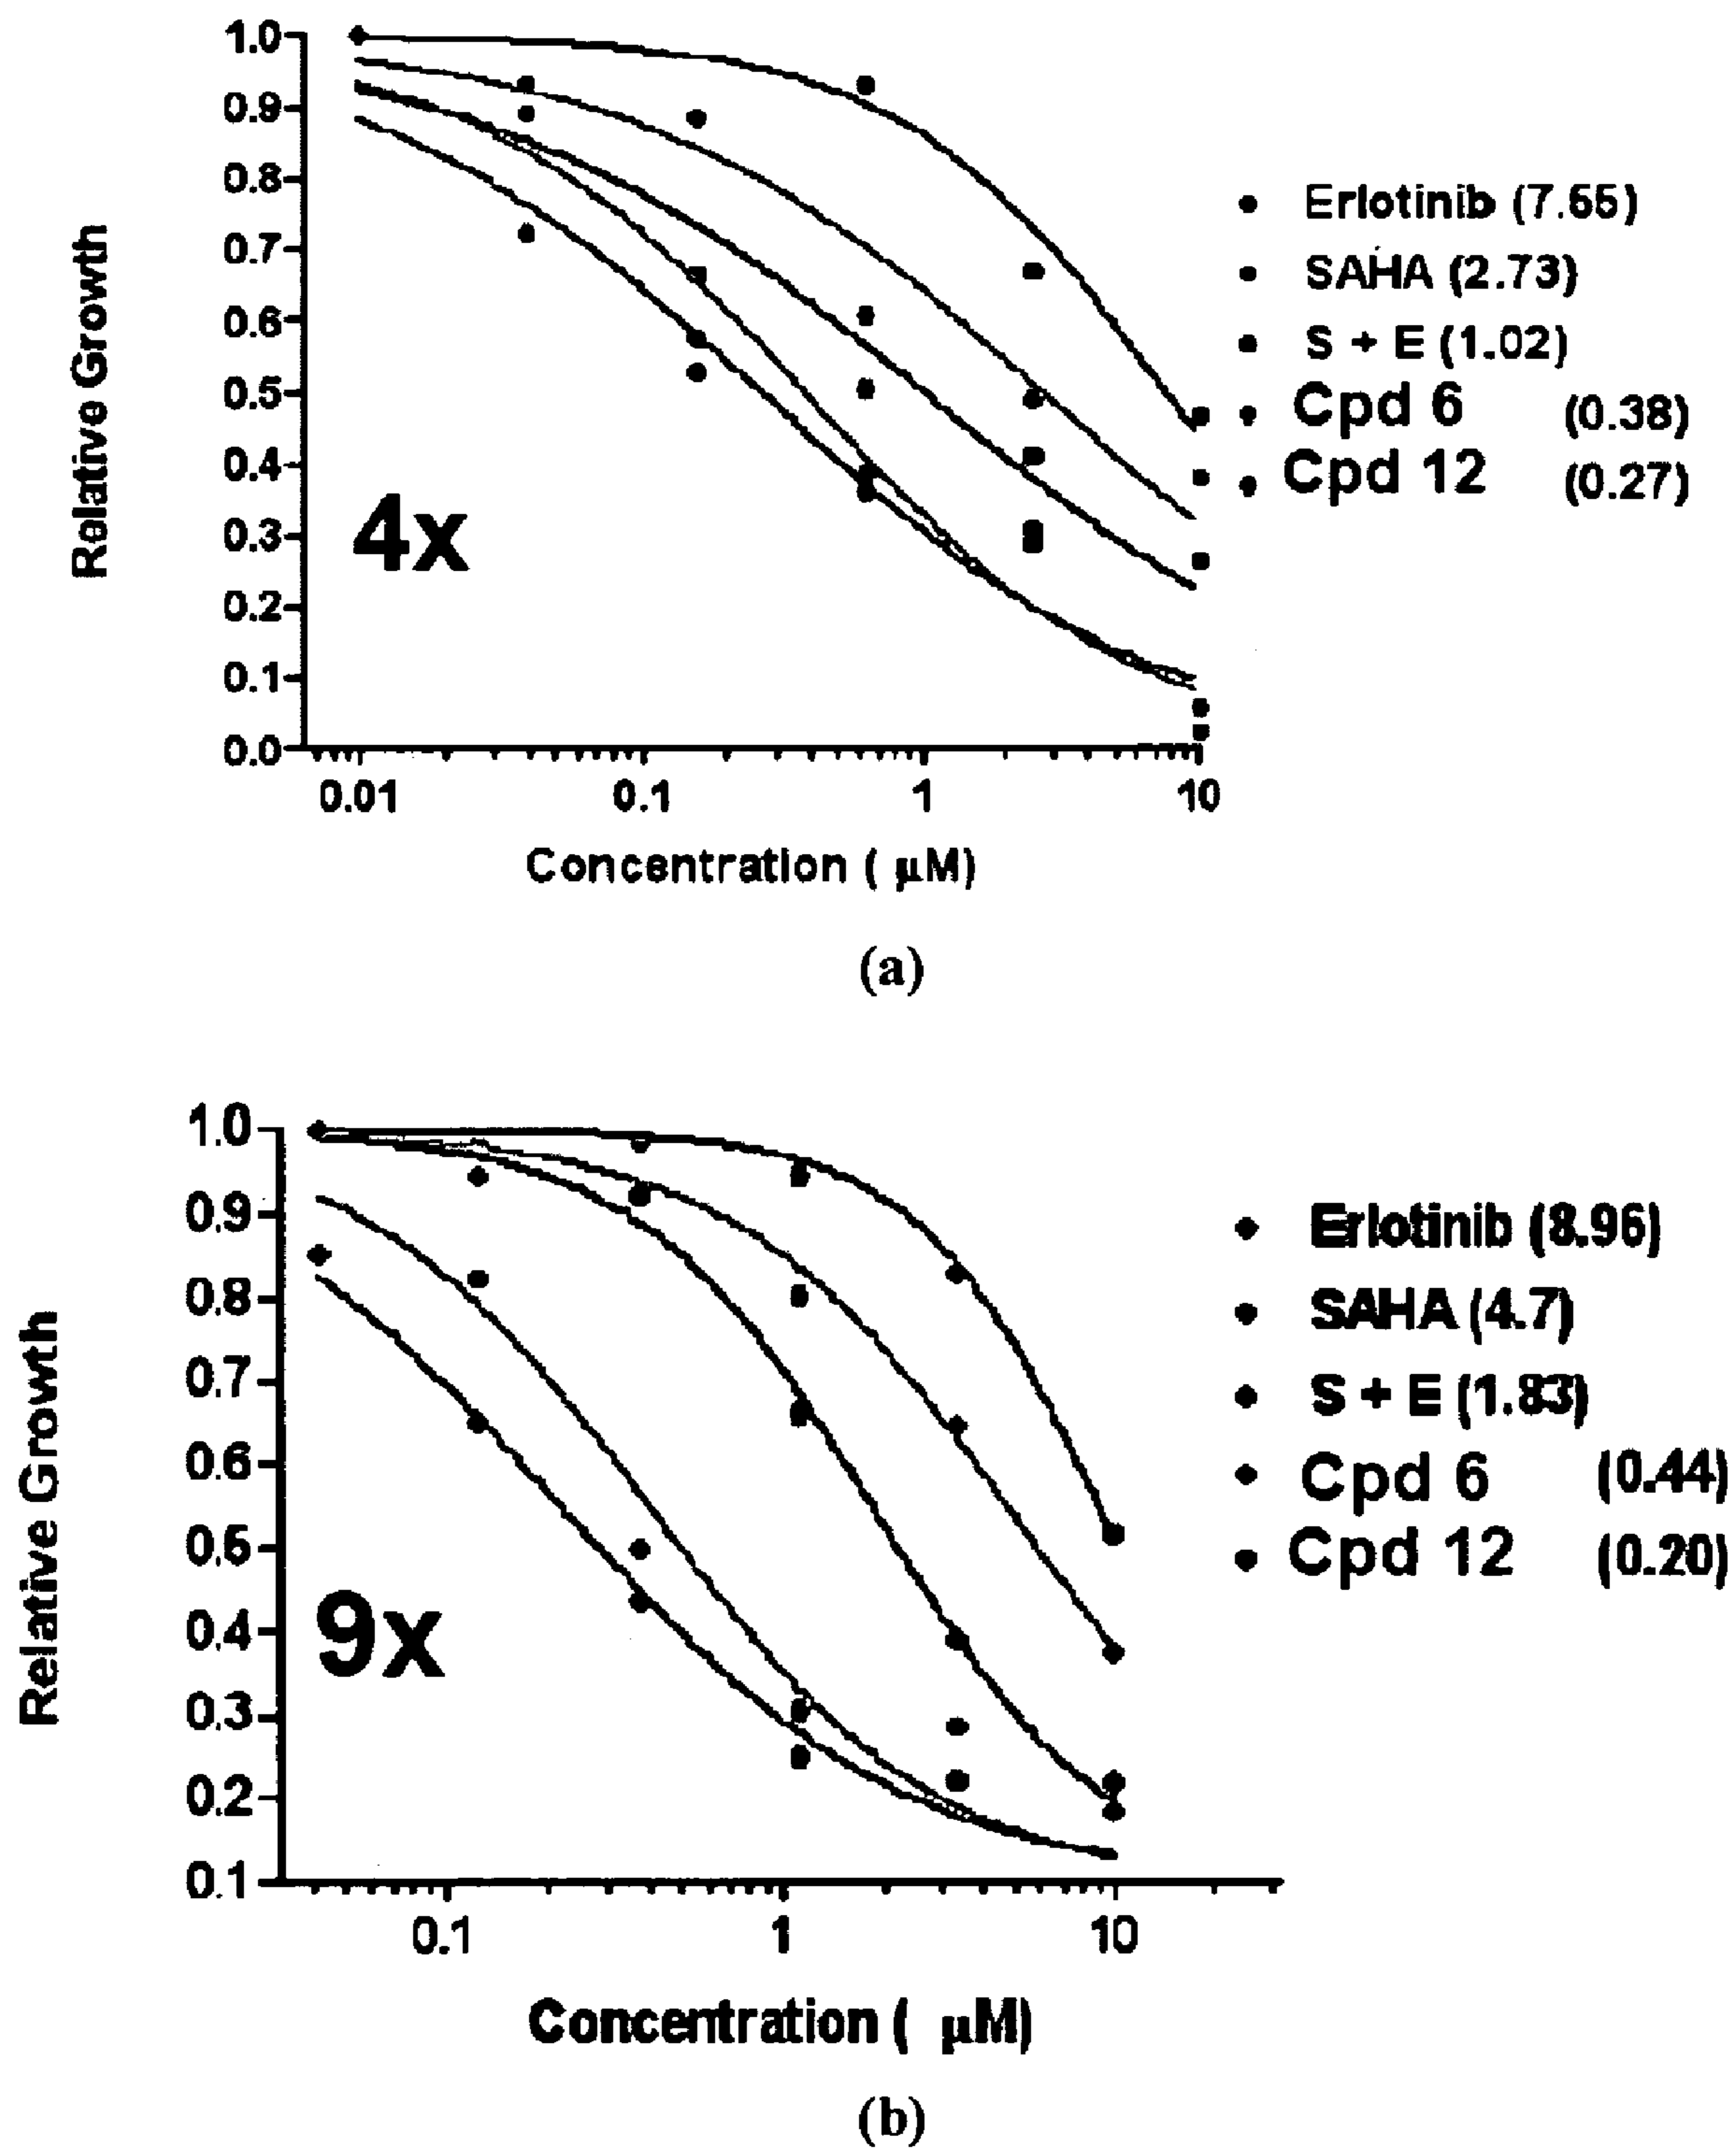 1.0
0.9
0.8
0.7
0.6
0.5
0.4
0.3
0.2
0.1
0.0
Relative Growth
4x
0.01 0.1 1 10
Concentration ( μM)
Erlotinib (7.55)
SAHA (2.73)
S + E (1.02)
Cpd 6 (0.38)
Cpd 12 (0.27)
(a)
1.0
0.9
0.8
0.7
0.6
0.5
0.4
0.3
0.2
0.1
Relative Growth
9x
0.1 1 10
Concentration ( μM)
Erlotinib (8.96)
SAHA (4.7)
S + E (1.83)
Cpd 6 (0.44)
Cpd 12 (0.20)
(b)